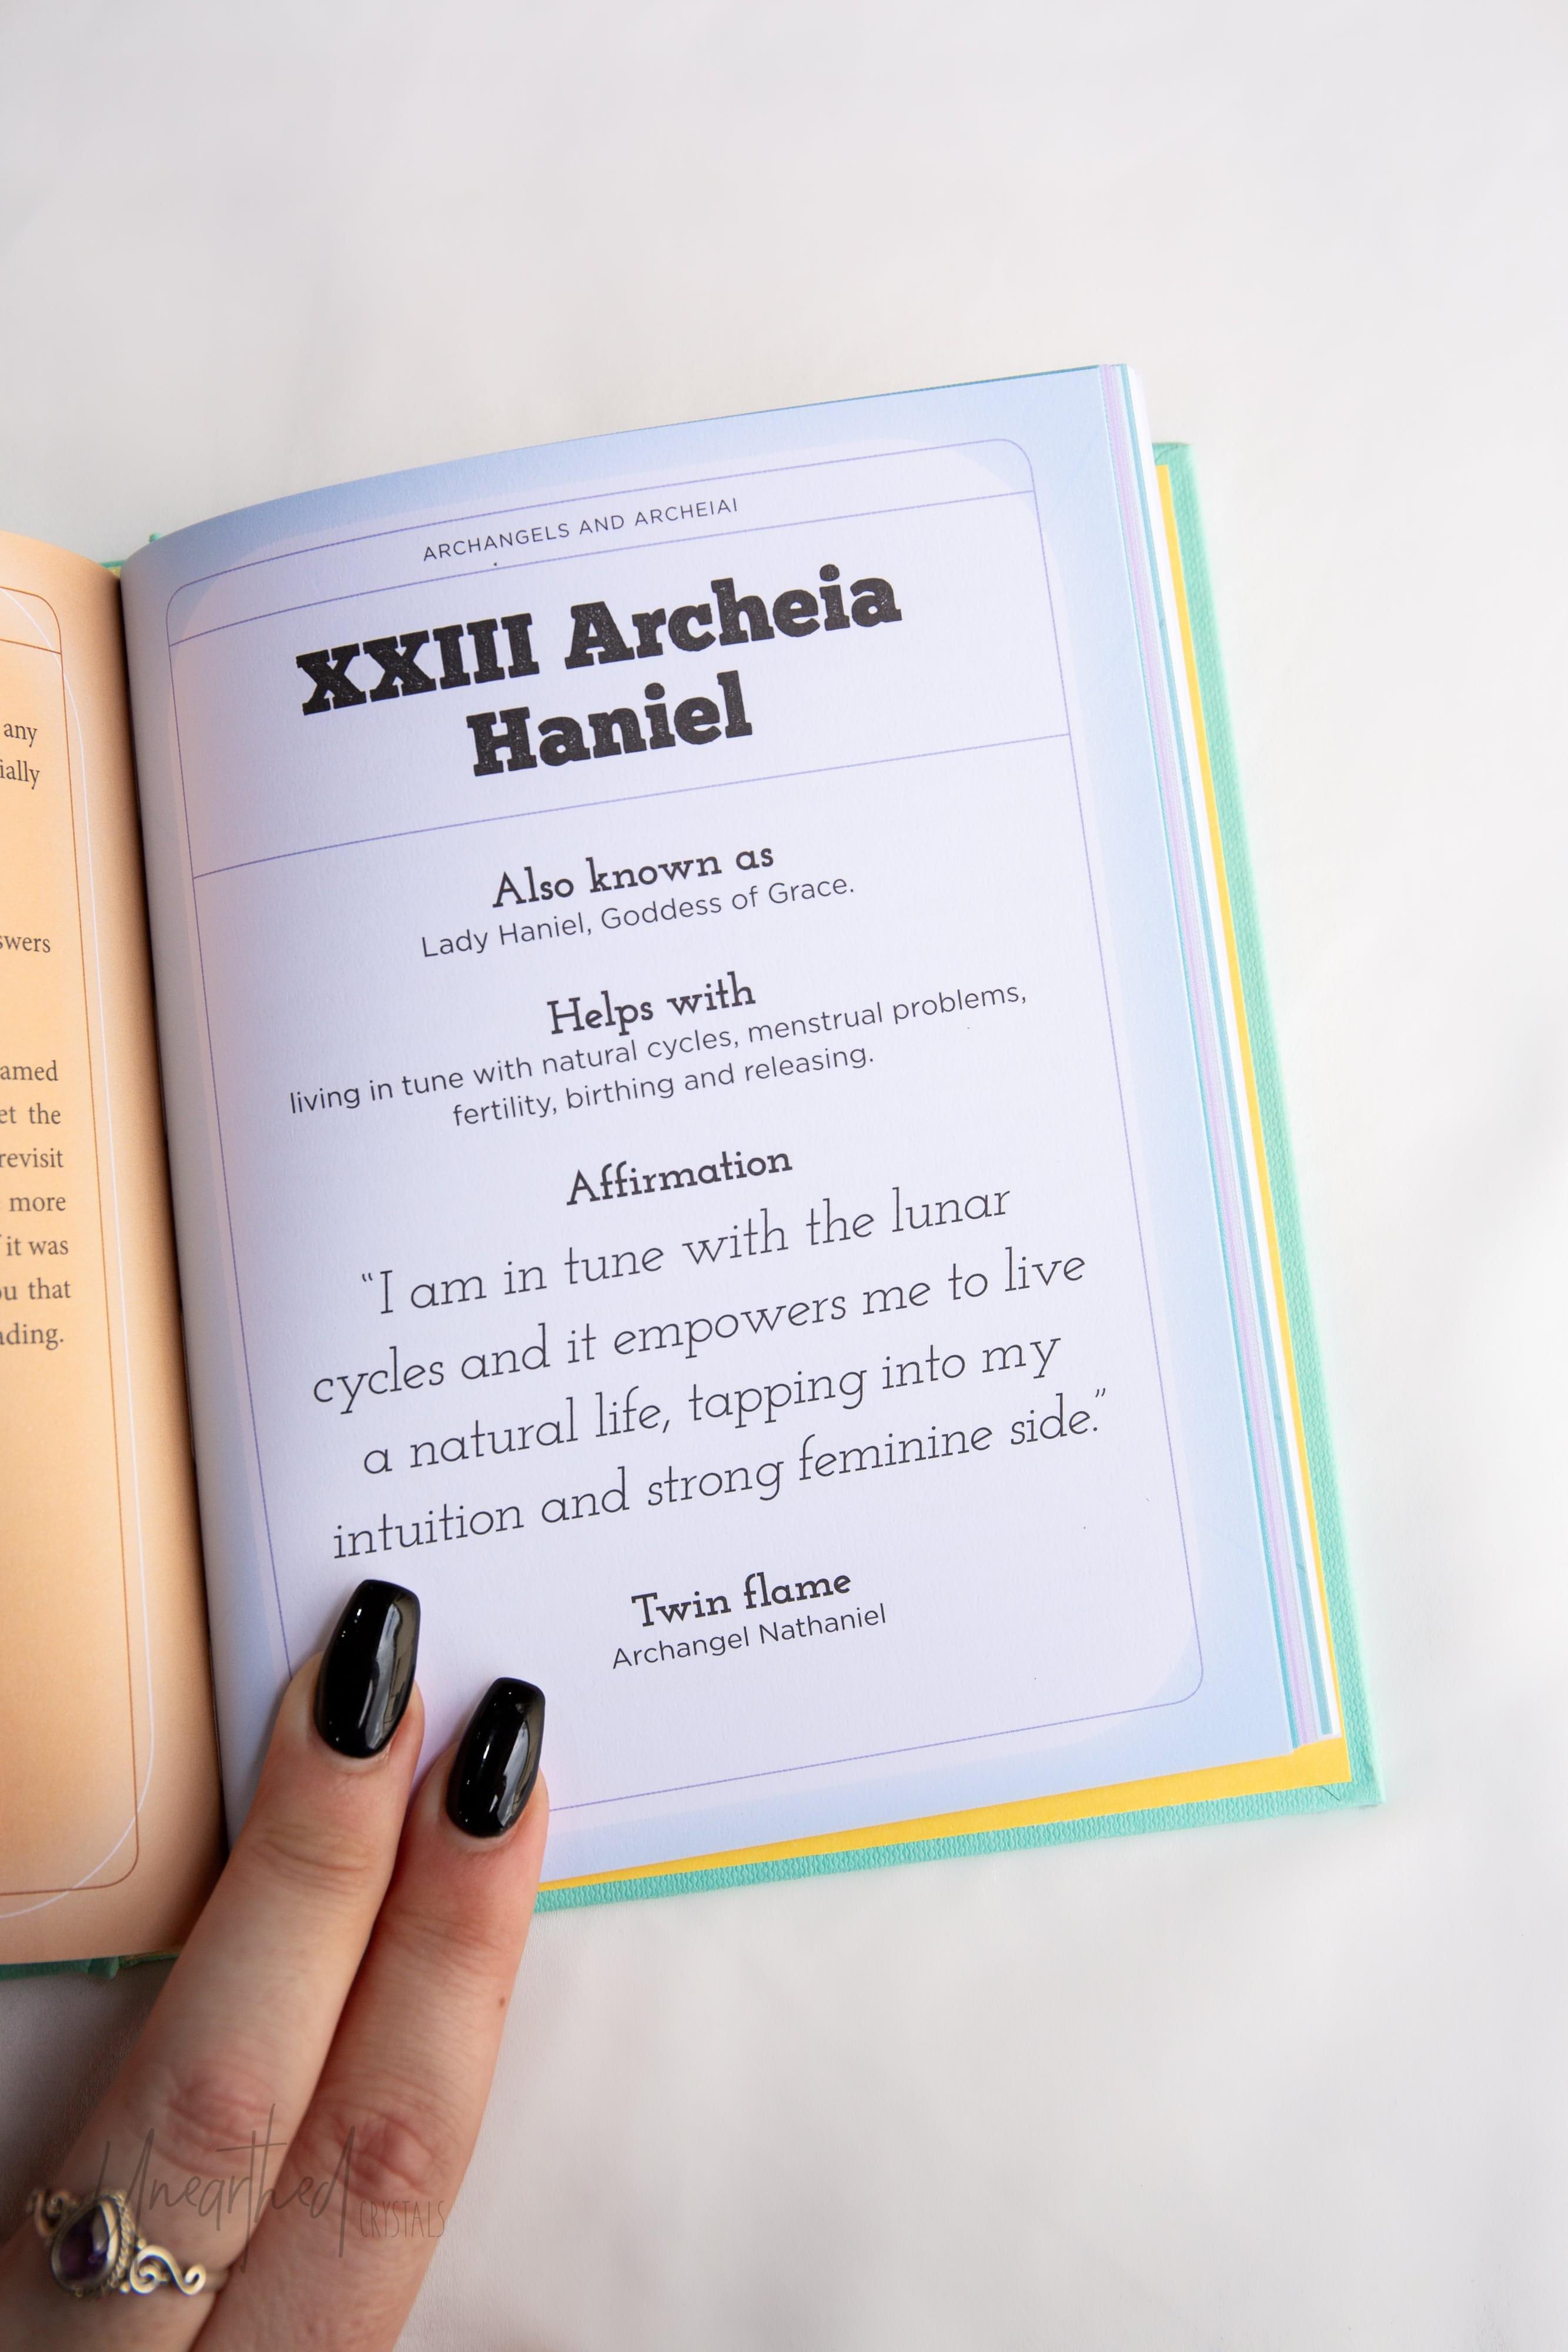 any
ially
swers
amed
et the
revisit
more
it was
ou that
ading.
ARCHANGELS AND ARCHEIAI
XXIII Archeia
Haniel
Also known as
Lady Haniel, Goddess of Grace.
Helps with
living in tune with natural cycles, menstrual problems,
fertility, birthing and releasing.
Affirmation
“I am in tune with the lunar
cycles and it empowers me to live
a natural life, tapping into my
intuition and strong feminine side.”
Twin flame
Archangel Nathaniel
Unearthed
CRYSTALS